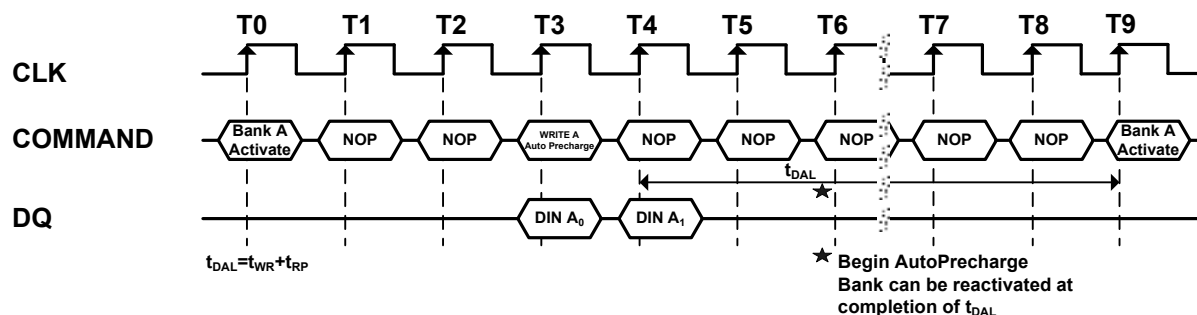 T0 T1 T2 T3 T4 T5 T6 T7 T8 T9
CLK
COMMAND
Bank A
Activate
NOP
NOP
WRITE A
Auto Precharge
NOP
NOP
NOP
NOP
NOP
Bank A
Activate
tDAL
DQ
DIN A0
DIN A1
tDAL=tWR+tRP
Begin AutoPrecharge
Bank can be reactivated at
completion of tDAL